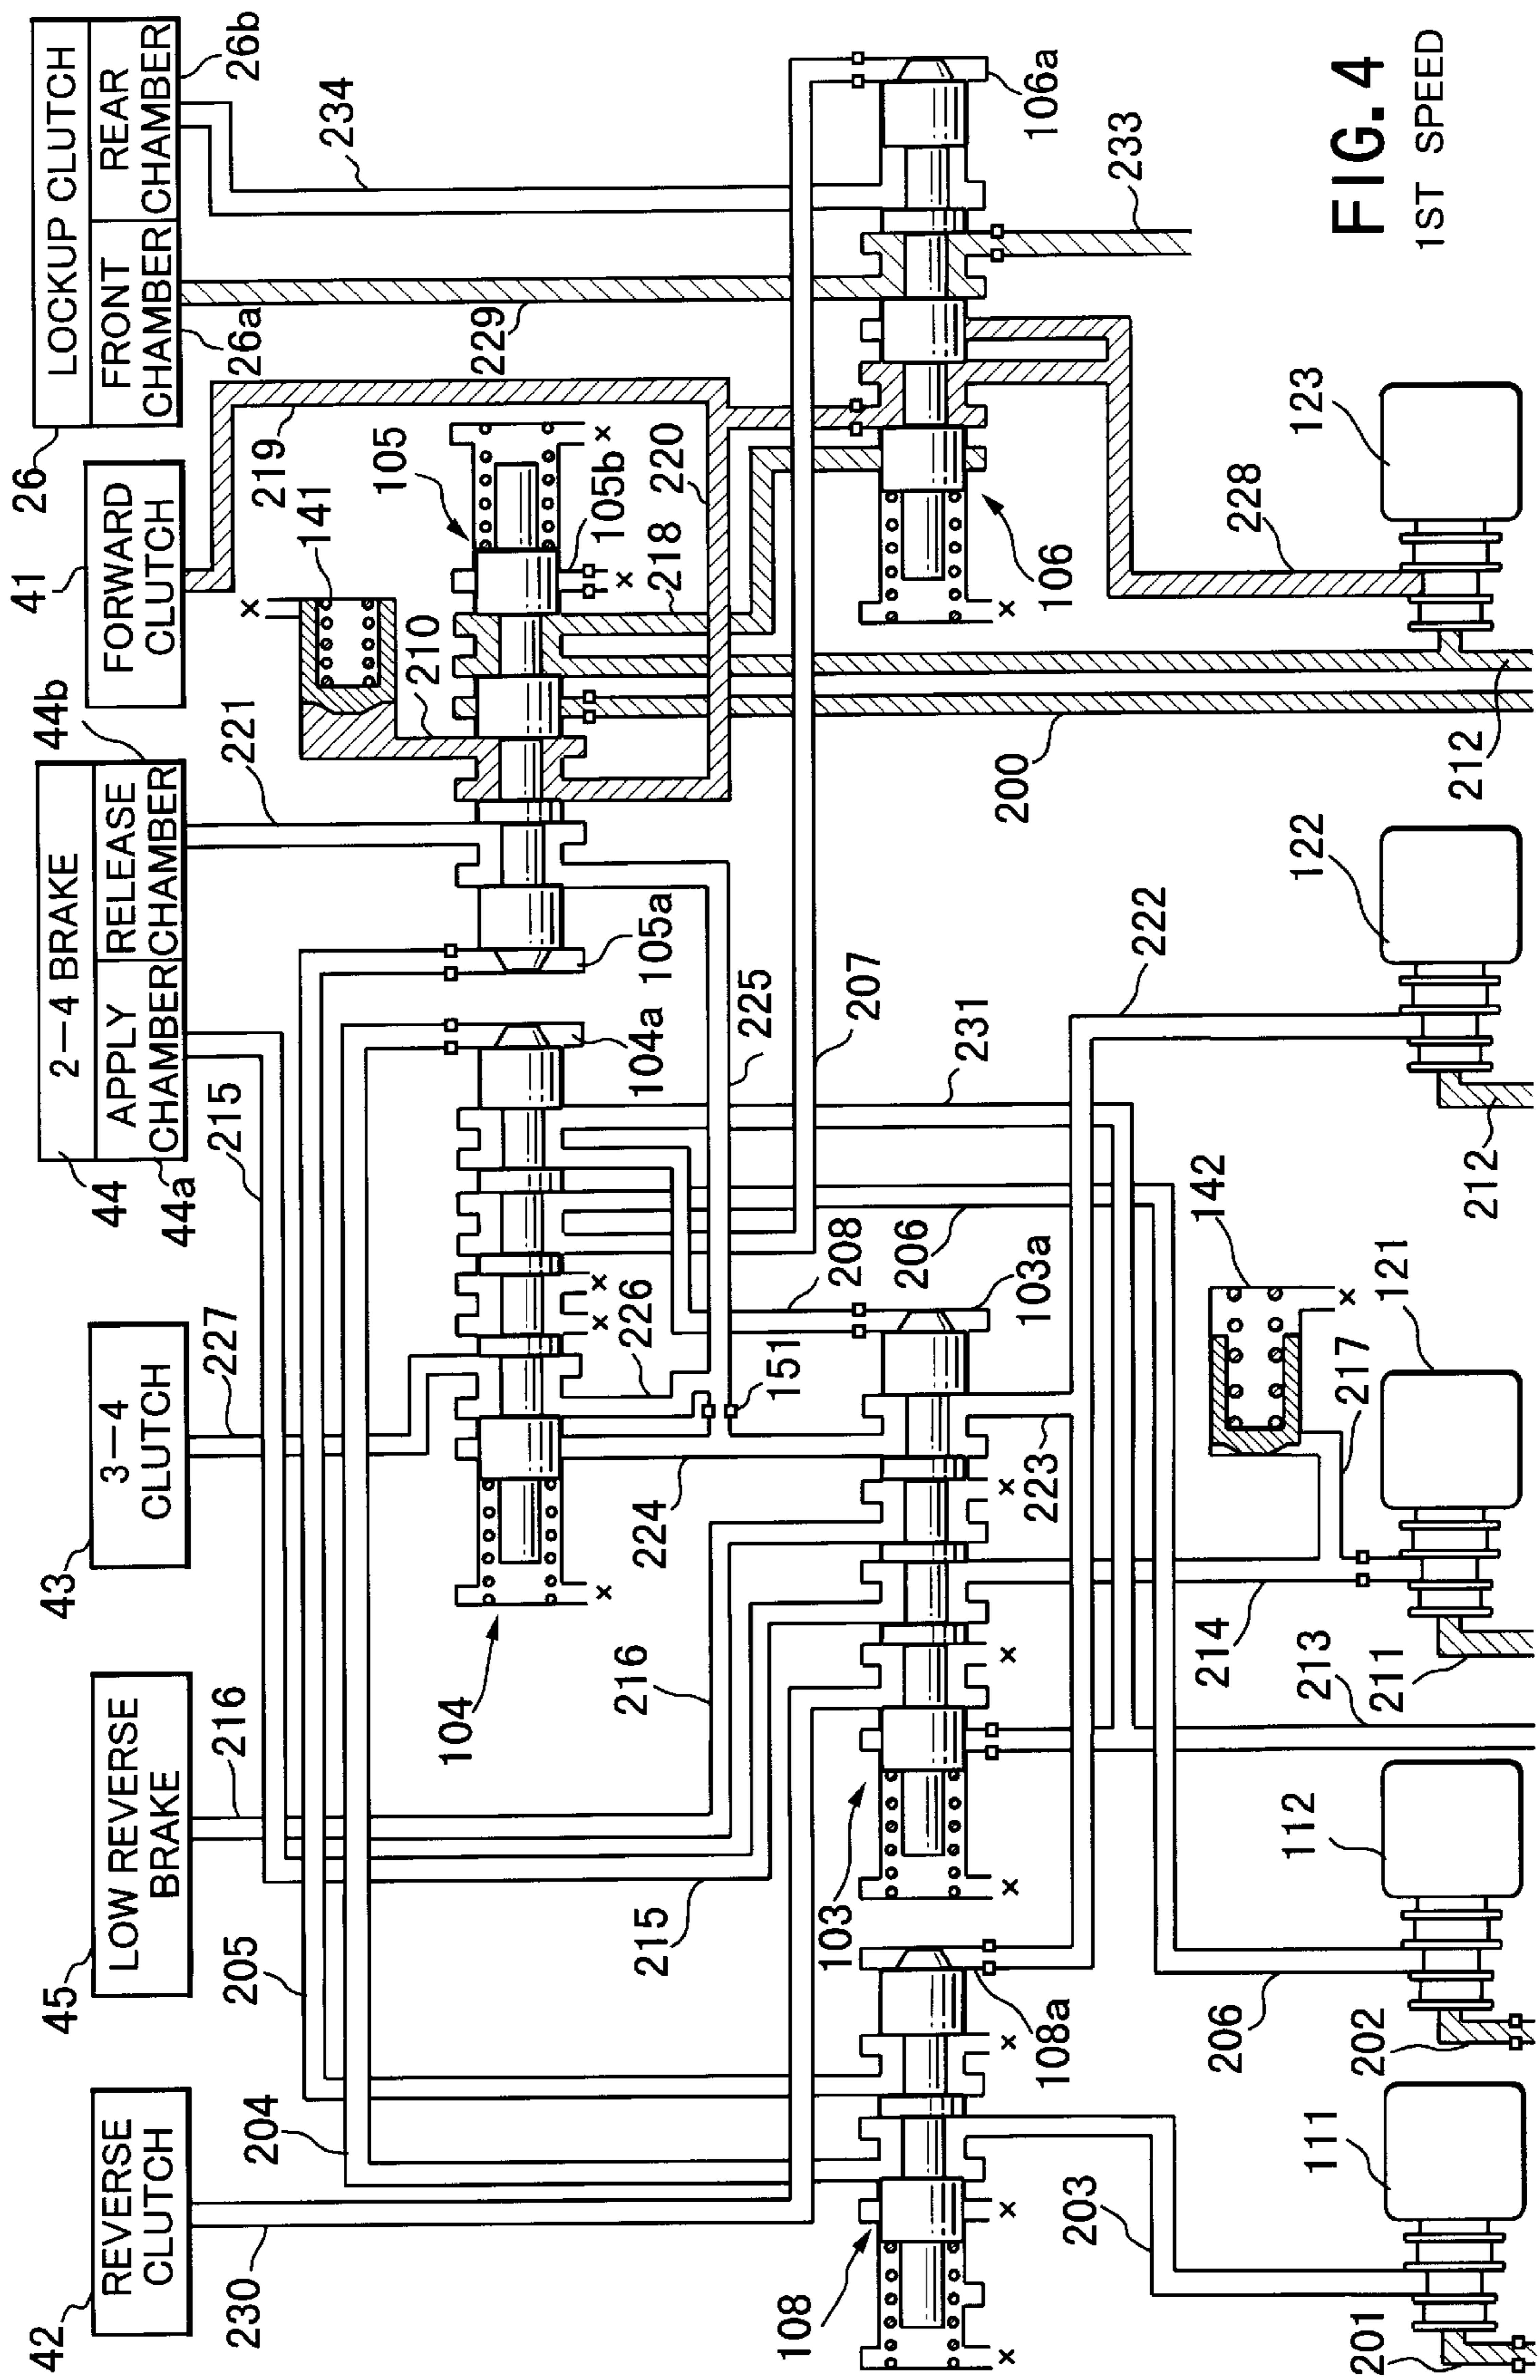 FIG. 4
1ST SPEED
42
REVERSE
CLUTCH
45
LOW REVERSE
BRAKE
43
3–4
CLUTCH
44
2–4 BRAKE
APPLY
CHAMBER
RELEASE
CHAMBER
44a
44b
41
FORWARD
CLUTCH
26
LOCKUP CLUTCH
FRONT
CHAMBER
REAR
CHAMBER
26a
26b
230
204
205
216
215
227
215
221
210
141
219
229
234
x
104
x
x
x
104a
105a
105
105b
x
x
218
220
215
216
224
226
151
208
225
207
206
231
200
108
x
x
x
108a
103
x
x
x
103a
223
106
x
106a
203
206
213
214
217
142
x
222
212
228
233
201
111
202
112
211
121
212
122
212
123